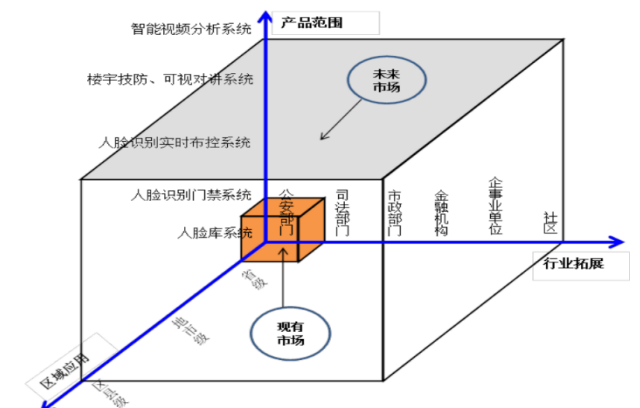 产品范围
智能视频分析系统
楼宇技防、可视对讲系统
人脸识别实时布控系统
人脸识别门禁系统
人脸库系统
未来
市场
公安部门
司法部门
市政部门
金融机构
企事业单位
社区
行业拓展
省级
地市级
区县级
区域应用
现有
市场